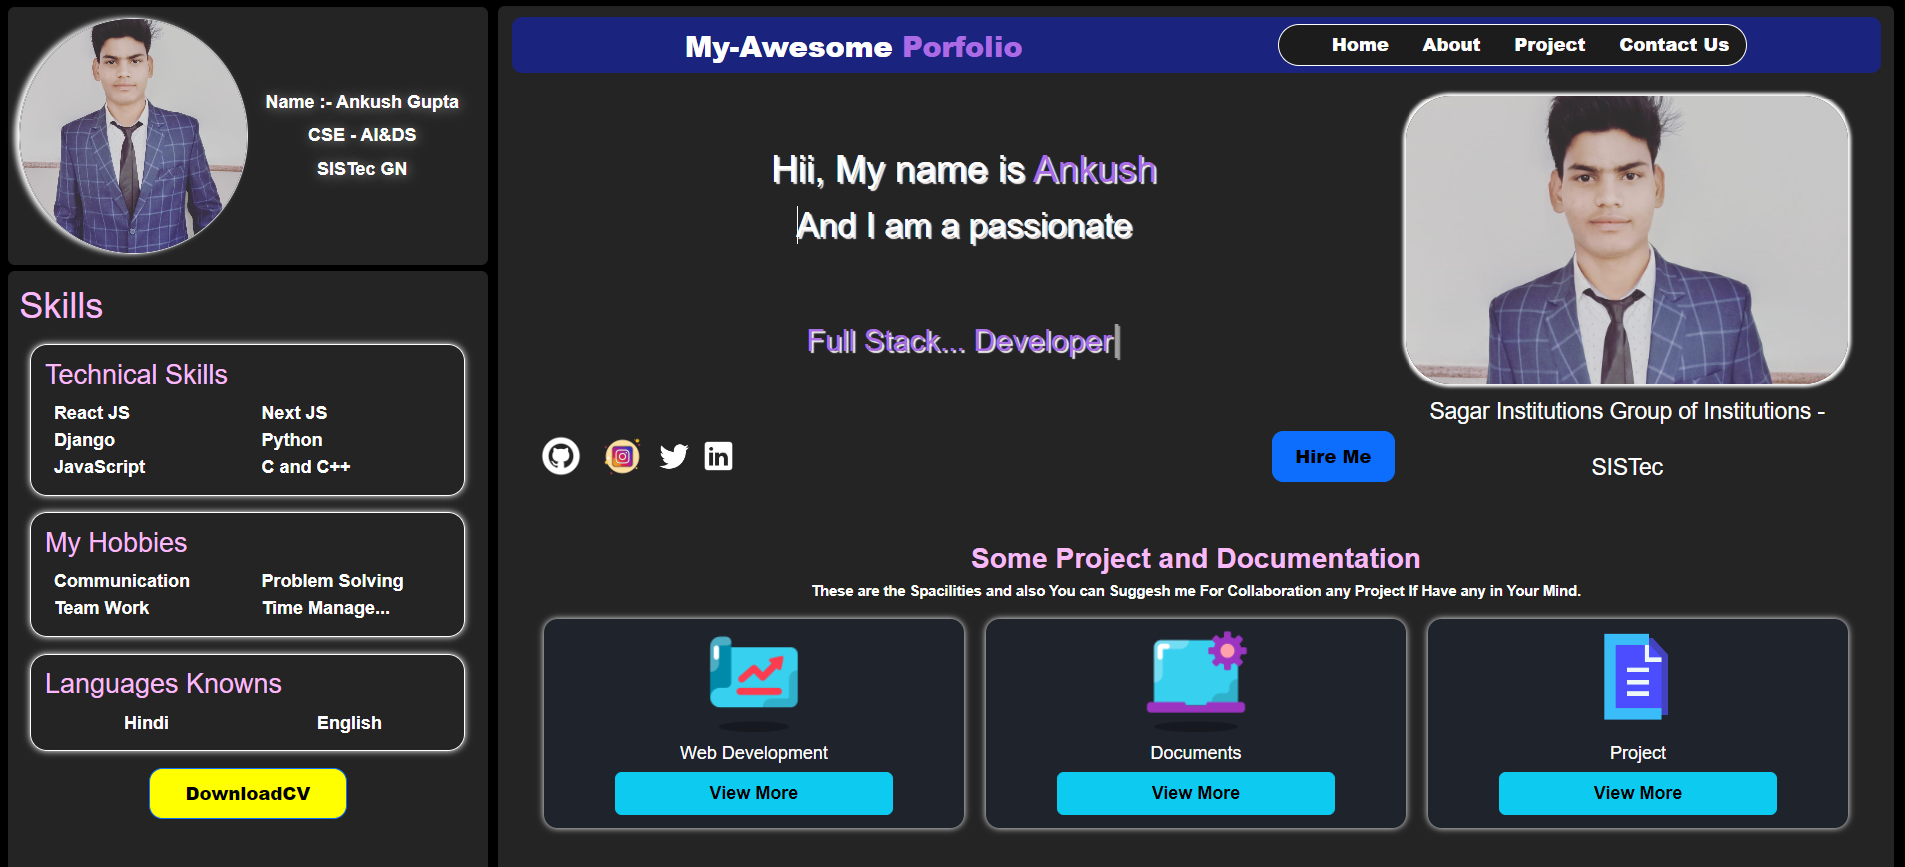 Name :- Ankush Gupta
CSE - AI&DS
SISTec GN
Skills
Technical Skills
React JS Next JS
Django Python
JavaScript C and C++
My Hobbies
Communication Problem Solving
Team Work Time Manage...
Languages Knowns
Hindi English
DownloadCV
My-Awesome Porfolio
Home About Project Contact Us
Hii, My name is Ankush
And I am a passionate
Full Stack... Developer
in
Hire Me
Sagar Institutions Group of Institutions -
SISTec
Some Project and Documentation
These are the Spacilities and also You can Suggesh me For Collaboration any Project If Have any in Your Mind.
Web Development
View More
Documents
View More
Project
View More